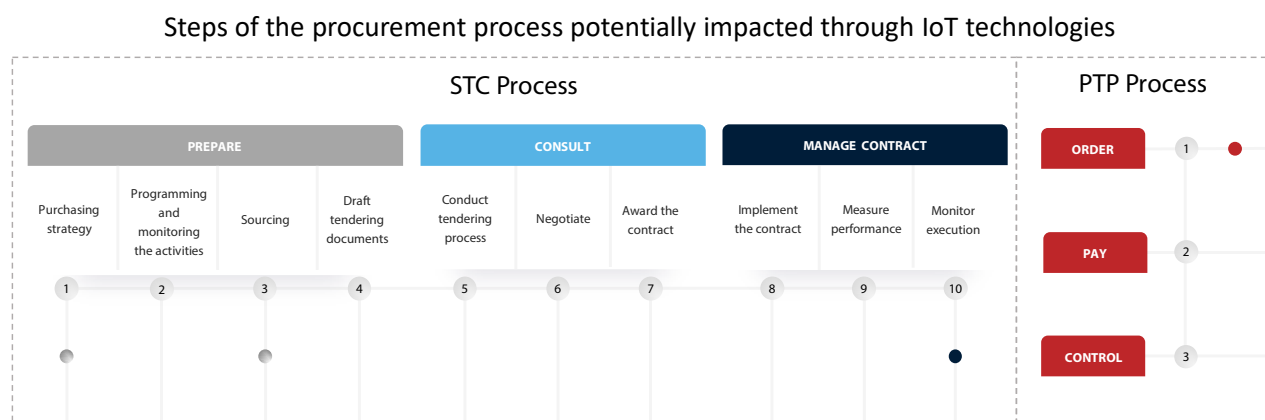 Steps of the procurement process potentially impacted through IoT technologies
STC Process
PREPARE
CONSULT
MANAGE CONTRACT
Purchasing
strategy
Programming
and
monitoring
the activities
Sourcing
Draft
tendering
documents
Conduct
tendering
process
Negotiate
Award the
contract
Implement
the contract
Measure
performance
Monitor
execution
1
2
3
4
5
6
7
8
9
10
PTP Process
ORDER
1
PAY
2
CONTROL
3